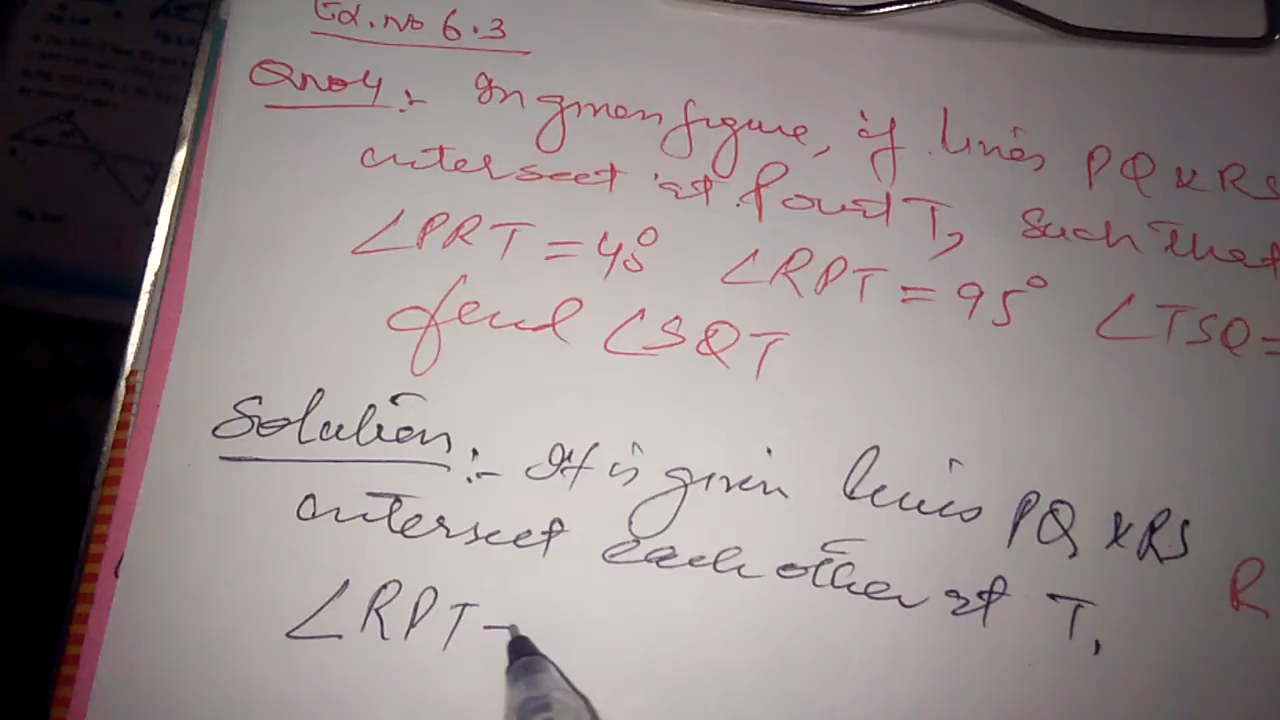 Ex.no 6.3
Qno4:- In given figure, if lines PQ & RS
intersect at Point T, such that
∠PRT = 40° ∠RPT = 95° ∠TSQ=
find ∠SQT
Solution:- It is given lines PQ & RS
intersect each other at T,
R
∠RPT -